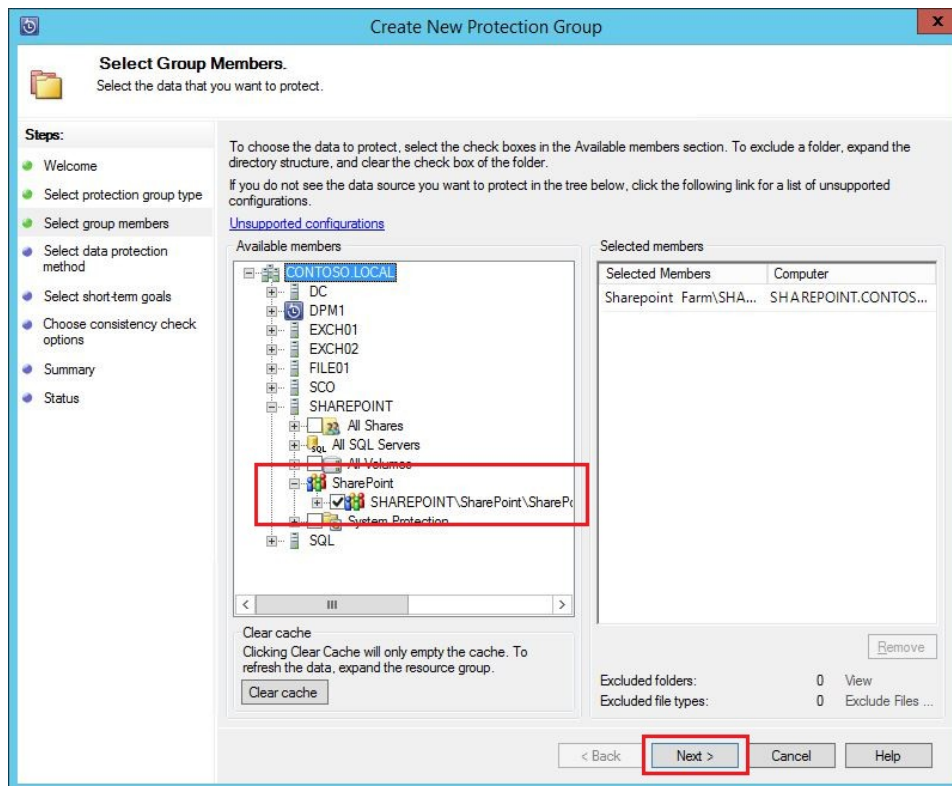 Create New Protection Group
x
Select Group Members.
Select the data that you want to protect.
Steps:
Welcome
Select protection group type
Select group members
Select data protection
method
Select short-term goals
Choose consistency check
options
Summary
Status
To choose the data to protect, select the check boxes in the Available members section. To exclude a folder, expand the
directory structure, and clear the check box of the folder.
If you do not see the data source you want to protect in the tree below, click the following link for a list of unsupported
configurations.
Unsupported configurations
Available members
CONTOSO.LOCAL
DC
DPM1
EXCH01
EXCH02
FILE01
SCO
SHAREPOINT
All Shares
SQL All SQL Servers
All Volumes
SharePoint
SHAREPOINT\SharePoint\SharePo
System Protection
SQL
Clear cache
Clicking Clear Cache will only empty the cache. To
refresh the data, expand the resource group.
Clear cache
Selected members
Selected Members Computer
Sharepoint Farm\SHA... SHAREPOINT.CONTOS...
Remove
Excluded folders: 0 View
Excluded file types: 0 Exclude Files ...
< Back Next > Cancel Help